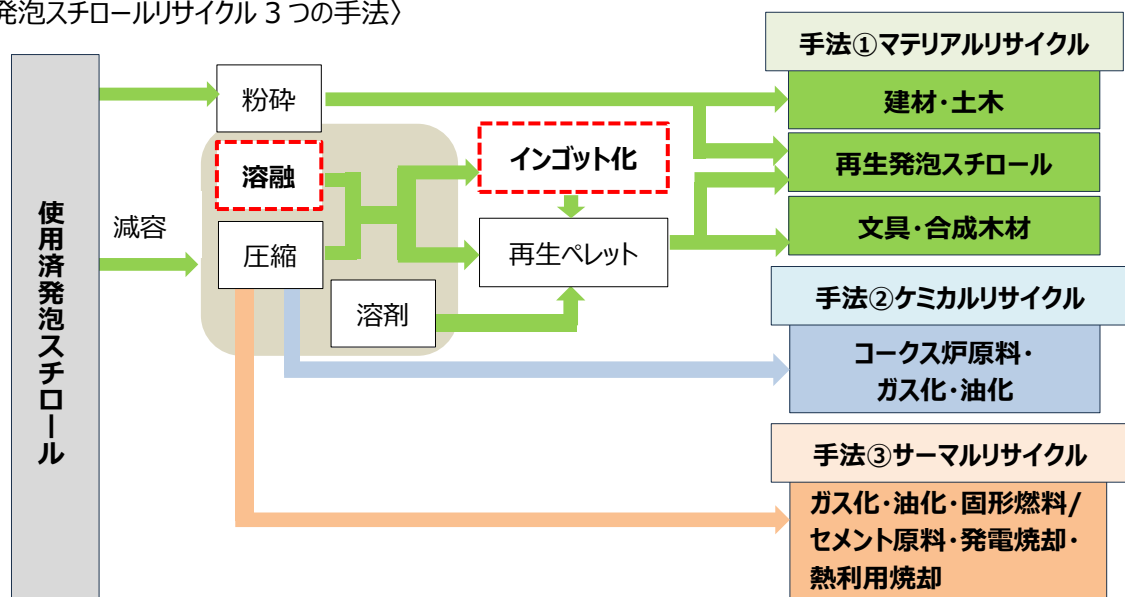 発泡スチロールリサイクル 3 つの手法〉
使用済発泡スチロール
減容
粉砕
溶融
圧縮
溶剤
インゴット化
再生ペレット
手法①マテリアルリサイクル
建材・土木
再生発泡スチロール
文具・合成木材
手法②ケミカルリサイクル
コークス炉原料・
ガス化・油化
手法③サーマルリサイクル
ガス化・油化・固形燃料/
セメント原料・発電焼却・
熱利用焼却